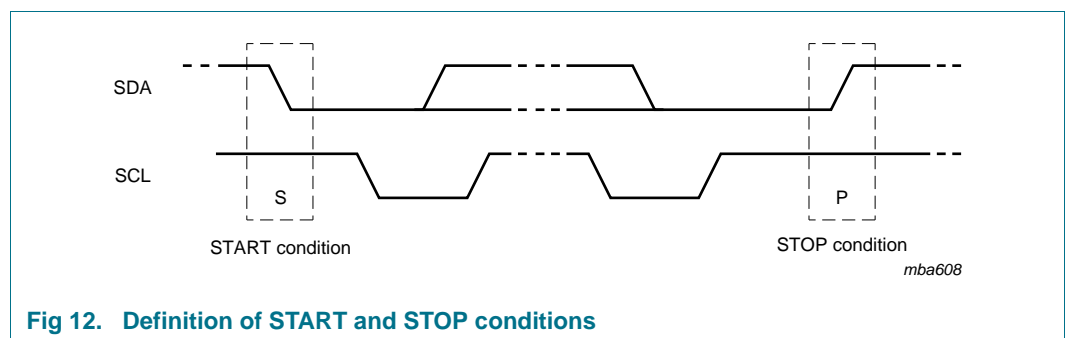 SDA
SCL
S
P
START condition
STOP condition
mba608
Fig 12. Definition of START and STOP conditions